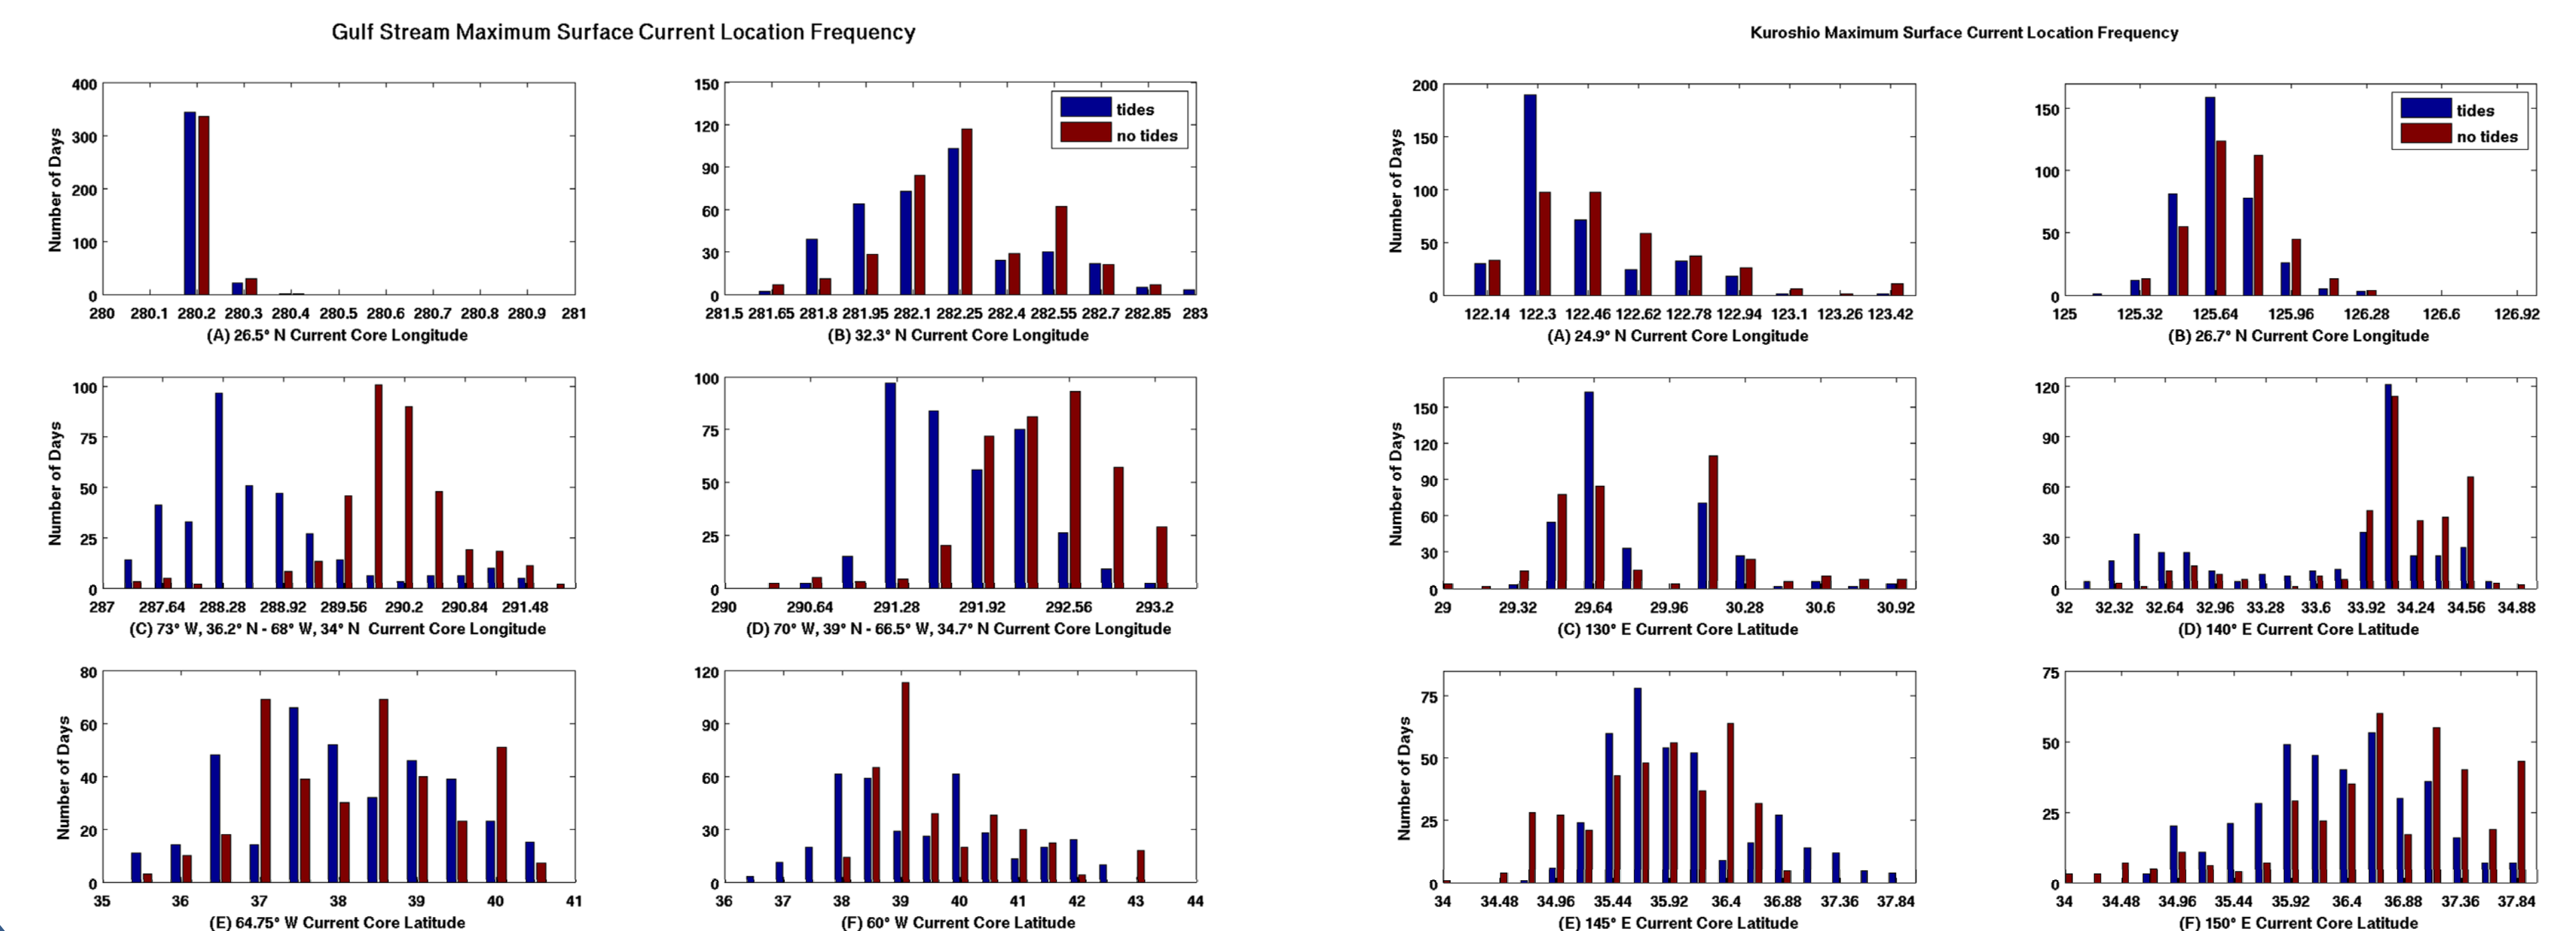 Gulf Stream Maximum Surface Current Location Frequency
Kuroshio Maximum Surface Current Location Frequency
Number of Days
400
300
200
100
0
280 280.1 280.2 280.3 280.4 280.5 280.6 280.7 280.8 280.9 281
(A) 26.5° N Current Core Longitude
150
120
90
60
30
0
tides
no tides
281.5 281.65 281.8 281.95 282.1 282.25 282.4 282.55 282.7 282.85 283
(B) 32.3° N Current Core Longitude
Number of Days
200
150
100
50
0
122.14 122.3 122.46 122.62 122.78 122.94 123.1 123.26 123.42
(A) 24.9° N Current Core Longitude
150
100
50
0
tides
no tides
125 125.32 125.64 125.96 126.28 126.6 126.92
(B) 26.7° N Current Core Longitude
Number of Days
100
75
50
25
0
287 287.64 288.28 288.92 289.56 290.2 290.84 291.48
(C) 73° W, 36.2° N - 68° W, 34° N Current Core Longitude
100
75
50
25
0
290 290.64 291.28 291.92 292.56 293.2
(D) 70° W, 39° N - 66.5° W, 34.7° N Current Core Longitude
Number of Days
150
120
90
60
30
0
29 29.32 29.64 29.96 30.28 30.6 30.92
(C) 130° E Current Core Latitude
120
90
60
30
0
32 32.32 32.64 32.96 33.28 33.6 33.92 34.24 34.56 34.88
(D) 140° E Current Core Latitude
Number of Days
80
60
40
20
0
35 36 37 38 39 40 41
(E) 64.75° W Current Core Latitude
120
90
60
30
0
36 37 38 39 40 41 42 43 44
(F) 60° W Current Core Latitude
Number of Days
75
50
25
0
34 34.48 34.96 35.44 35.92 36.4 36.88 37.36 37.84
(E) 145° E Current Core Latitude
75
50
25
0
34 34.48 34.96 35.44 35.92 36.4 36.88 37.36 37.84
(F) 150° E Current Core Latitude